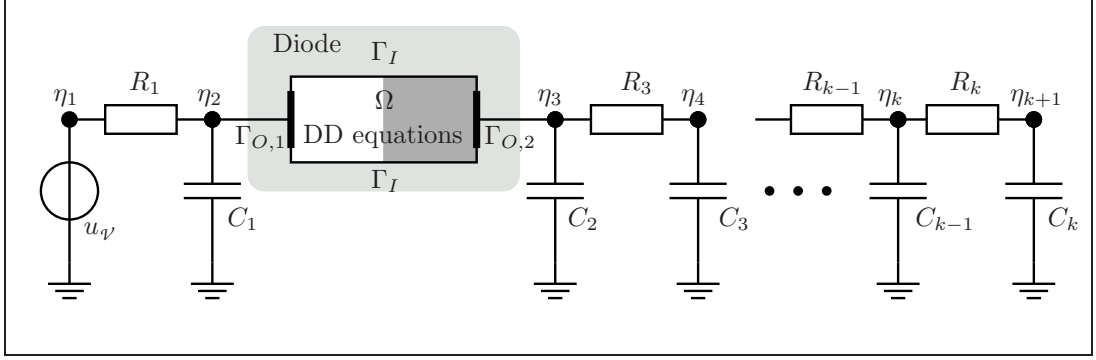 Diode
Γ_I
η_1 R_1 η_2 Ω η_3 R_3 η_4 R_{k−1} η_k R_k η_{k+1}
Γ_{O,1} DD equations Γ_{O,2}
Γ_I
u_𝒱 C_1 C_2 C_3 C_{k−1} C_k